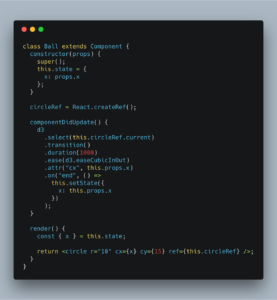 class Ball extends Component {
constructor(props) {
super();
this.state = {
x: props.x
};
}
circleRef = React.createRef();
componentDidUpdate() {
d3
.select(this.circleRef.current)
.transition()
.duration(1000)
.ease(d3.easeCubicInOut)
.attr("cx", this.props.x)
.on("end", () =>
this.setState({
x: this.props.x
})
);
}
render() {
const { x } = this.state;
return <circle r="10" cx={x} cy={15} ref={this.circleRef} />;
}
}